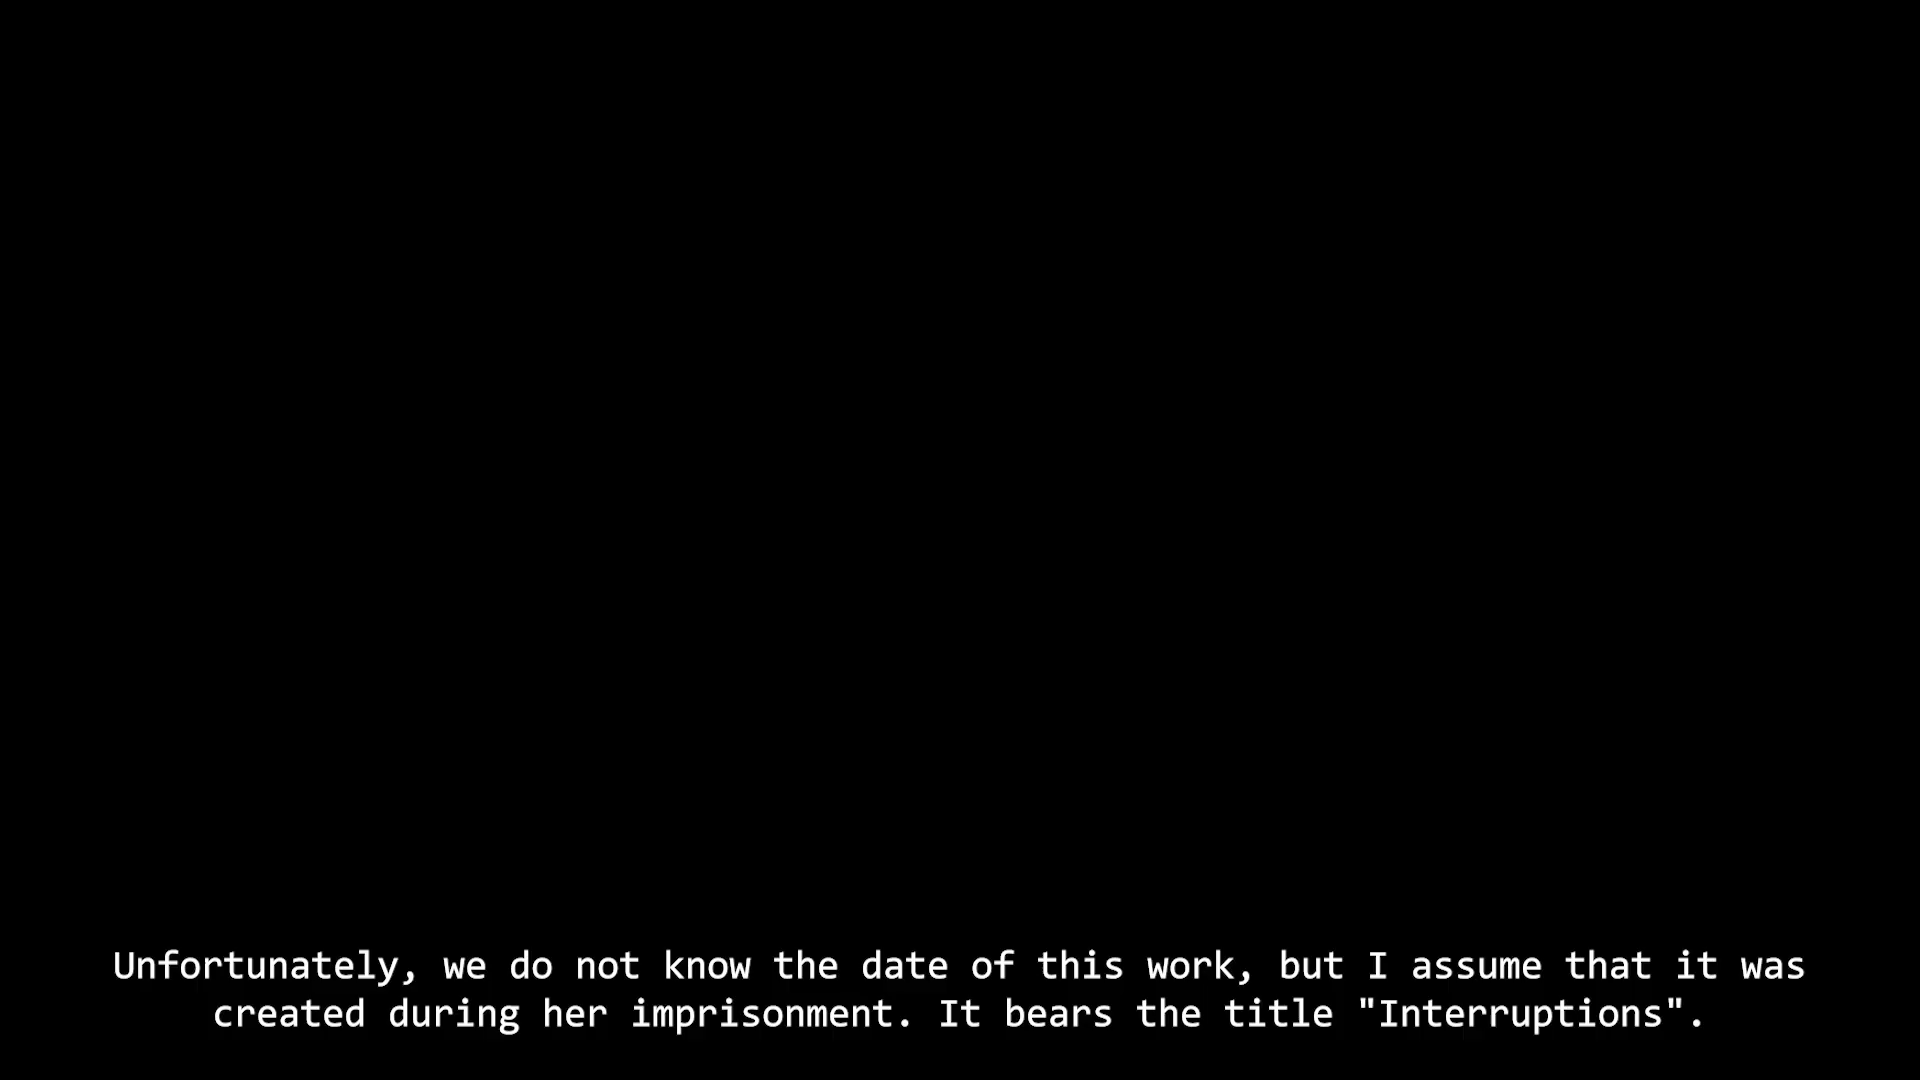 Unfortunately, we do not know the date of this work, but I assume that it was
created during her imprisonment. It bears the title "Interruptions".